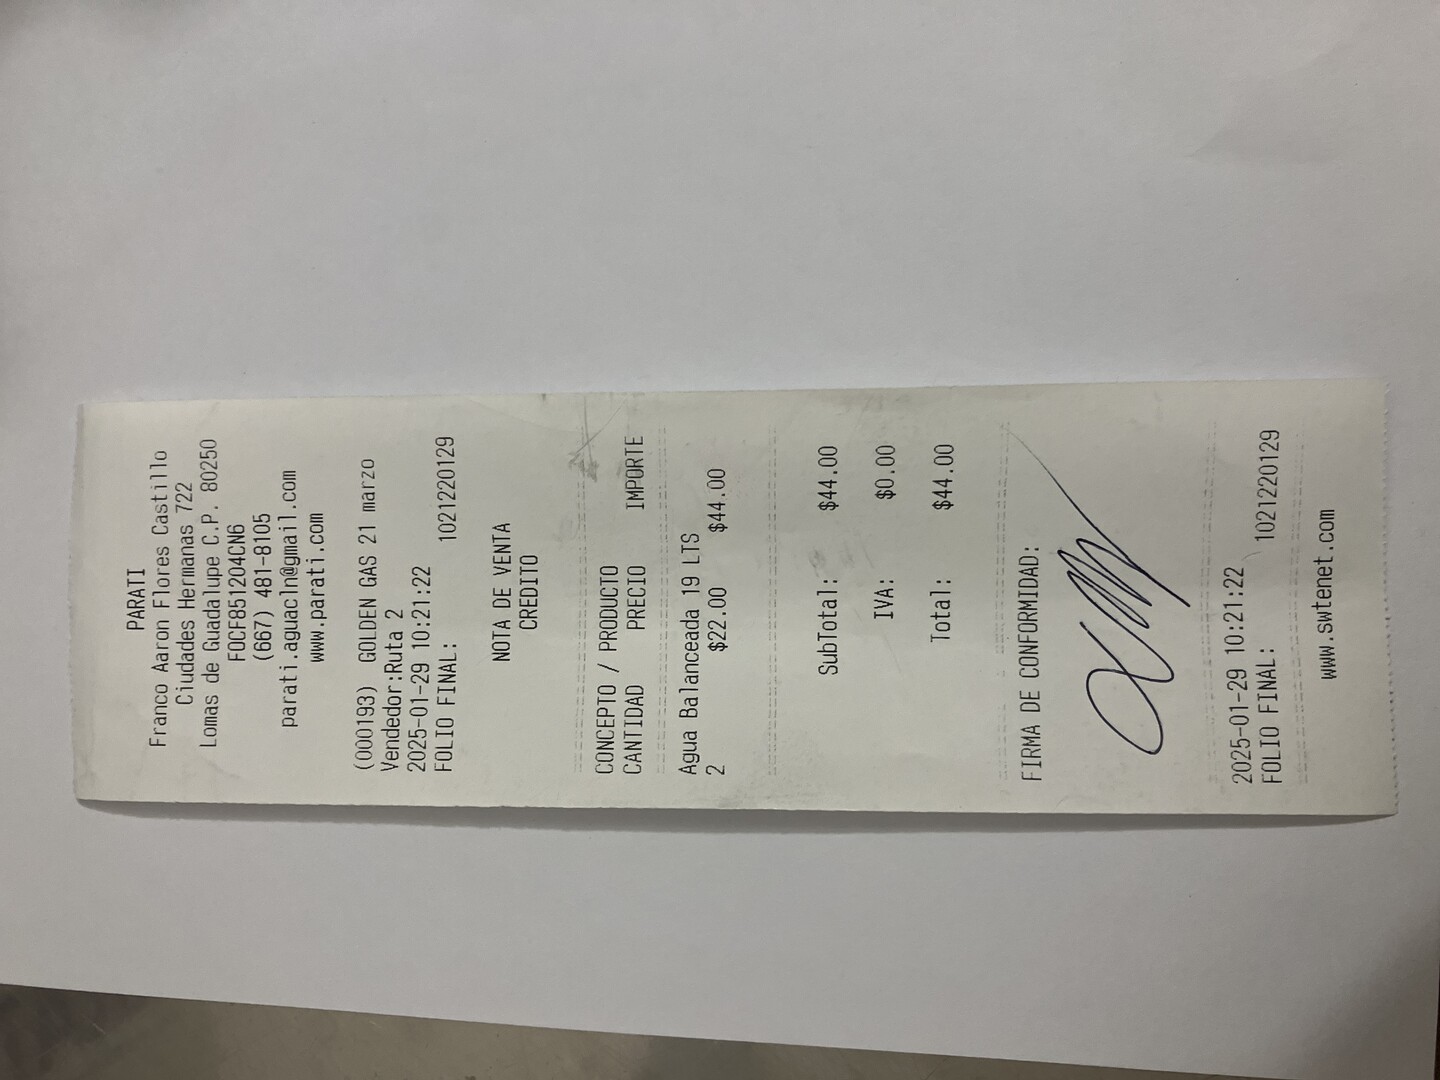 PARATI
Franco Aaron Flores Castillo
Ciudades Hermanas 722
Lomas de Guadalupe C.P. 80250
FOCF851204CN6
(667) 481-8105
parati.aguacln@gmail.com
www.parati.com
(000193) GOLDEN GAS 21 marzo
Vendedor:Ruta 2
2025-01-29 10:21:22
FOLIO FINAL: 1021220129
NOTA DE VENTA
CREDITO
CONCEPTO / PRODUCTO
CANTIDAD PRECIO IMPORTE
Agua Balanceada 19 LTS
2 $22.00 $44.00
SubTotal: $44.00
IVA: $0.00
Total: $44.00
FIRMA DE CONFORMIDAD:
2025-01-29 10:21:22
FOLIO FINAL: 1021220129
www.swtenet.com